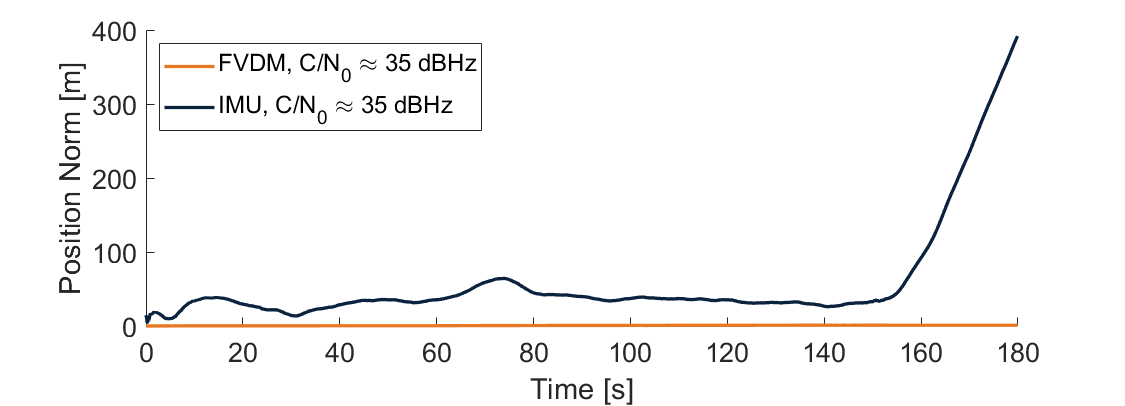 400
300
200
100
0
Position Norm [m]
FVDM, C/N₀ ≈ 35 dBHz
IMU, C/N₀ ≈ 35 dBHz
0 20 40 60 80 100 120 140 160 180
Time [s]